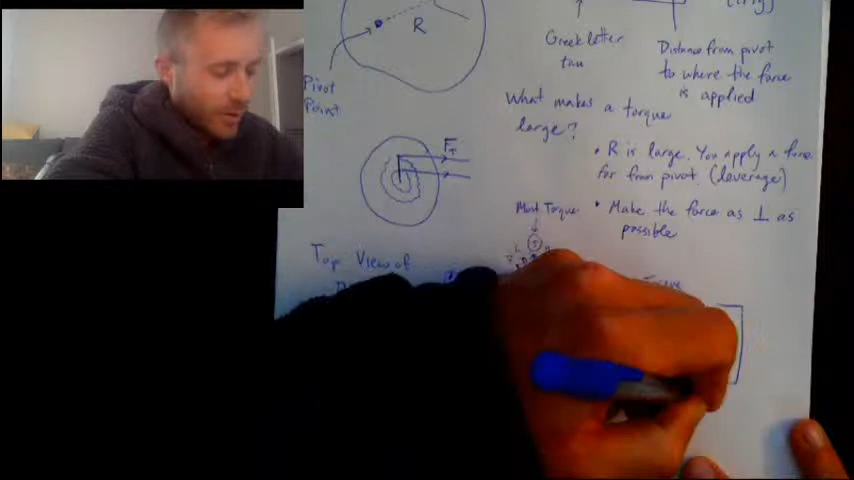 R
Pivot
Point
Greek letter
tau
Distance from pivot
to where the force
is applied
What makes a torque
large?
• R is large. You apply a force
far from pivot. (leverage)
• Make the force as ⊥ as
possible
F_T
Most Torque
Top View of